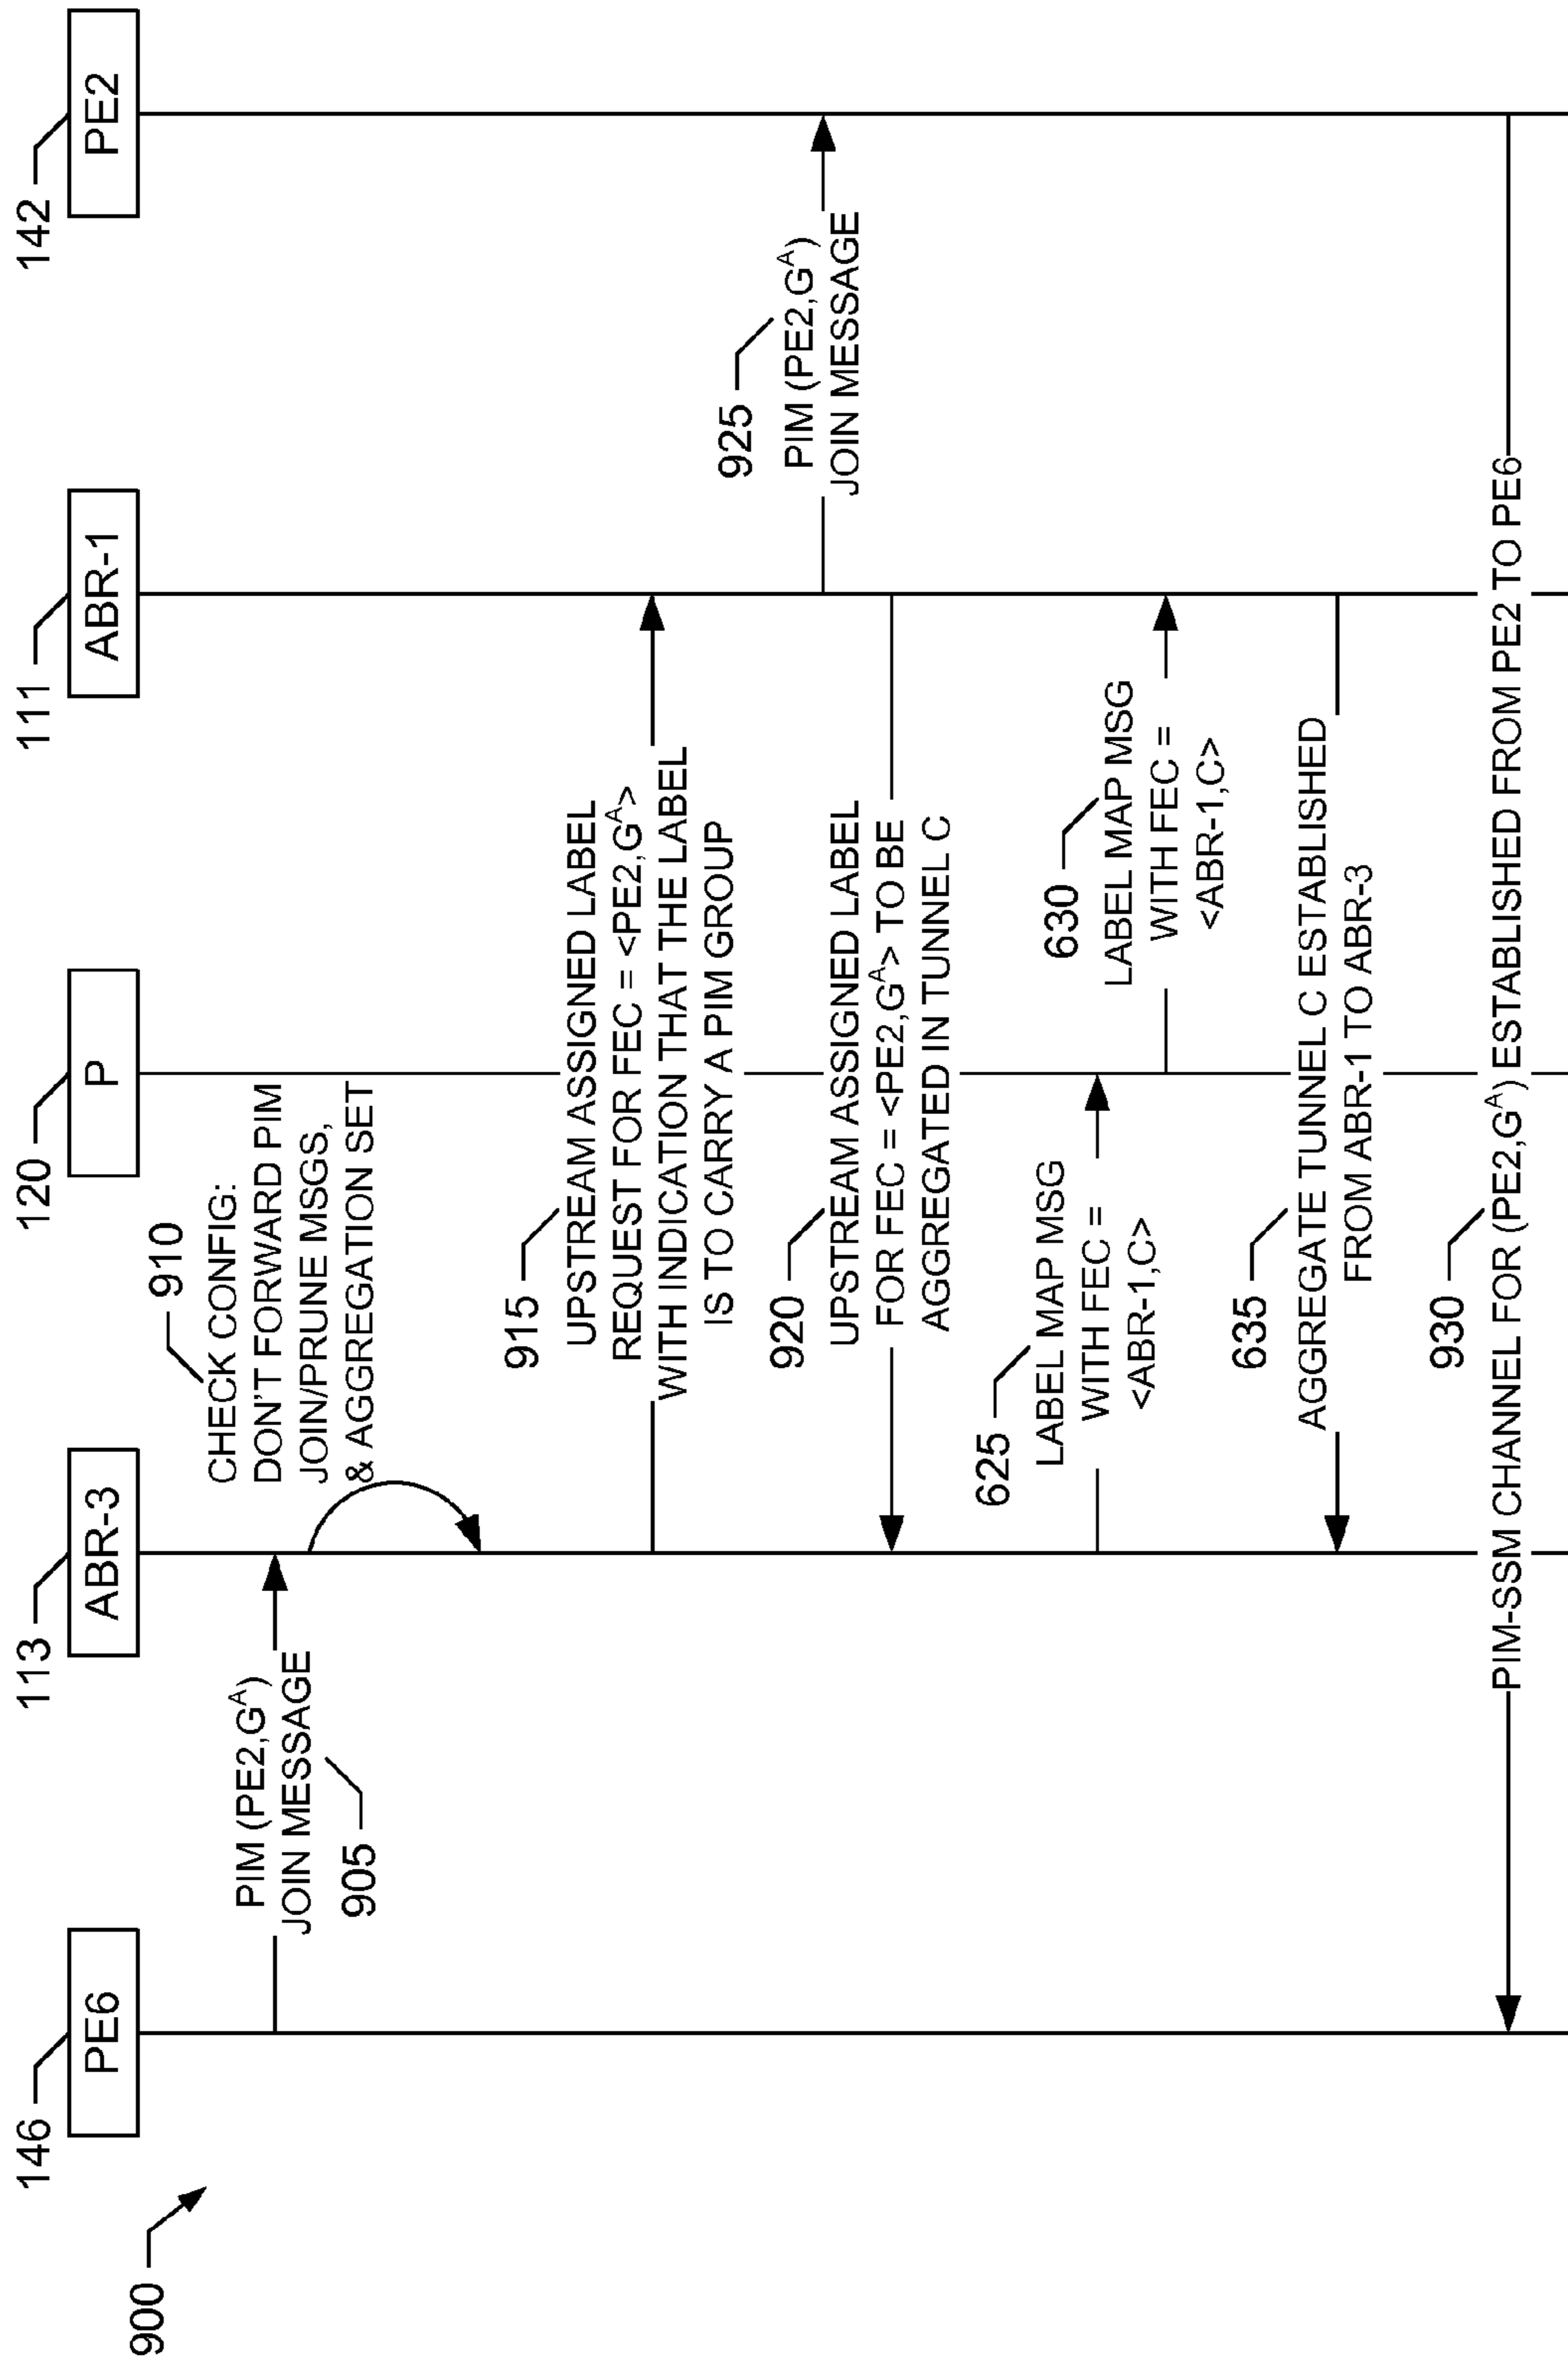 900
146
PE6
113
ABR-3
120
P
111
ABR-1
142
PE2
PIM (PE2,G^A)
JOIN MESSAGE
905
910
CHECK CONFIG:
DON'T FORWARD PIM
JOIN/PRUNE MSGS,
& AGGREGATION SET
915
UPSTREAM ASSIGNED LABEL
REQUEST FOR FEC = <PE2,G^A>
WITH INDICATION THAT THE LABEL
IS TO CARRY A PIM GROUP
925
PIM (PE2,G^A)
JOIN MESSAGE
920
UPSTREAM ASSIGNED LABEL
FOR FEC = <PE2,G^A> TO BE
AGGREGATED IN TUNNEL C
625
LABEL MAP MSG
WITH FEC =
<ABR-1,C>
630
LABEL MAP MSG
WITH FEC =
<ABR-1,C>
635
AGGREGATE TUNNEL C ESTABLISHED
FROM ABR-1 TO ABR-3
930
PIM-SSM CHANNEL FOR (PE2,G^A) ESTABLISHED FROM PE2 TO PE6